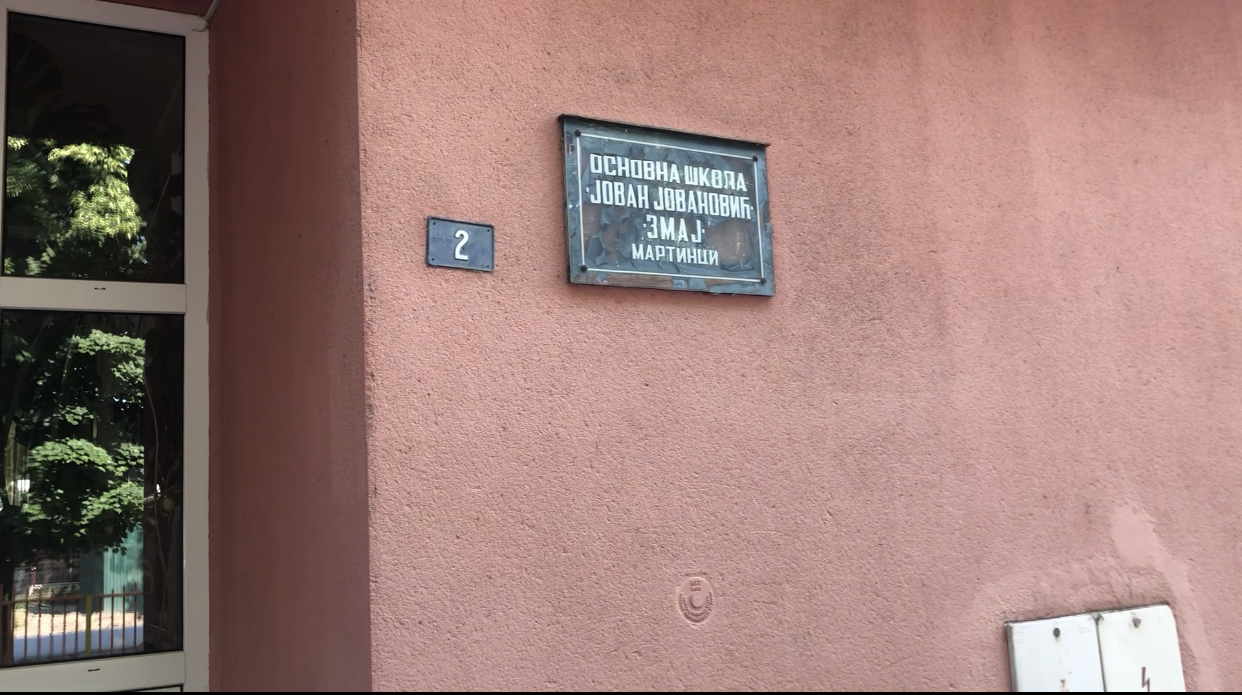 2
ОСНОВНА ШКОЛА
·ЈОВАН ЈОВАНОВИЋ·
·ЗМАЈ·
МАРТИНЦИ